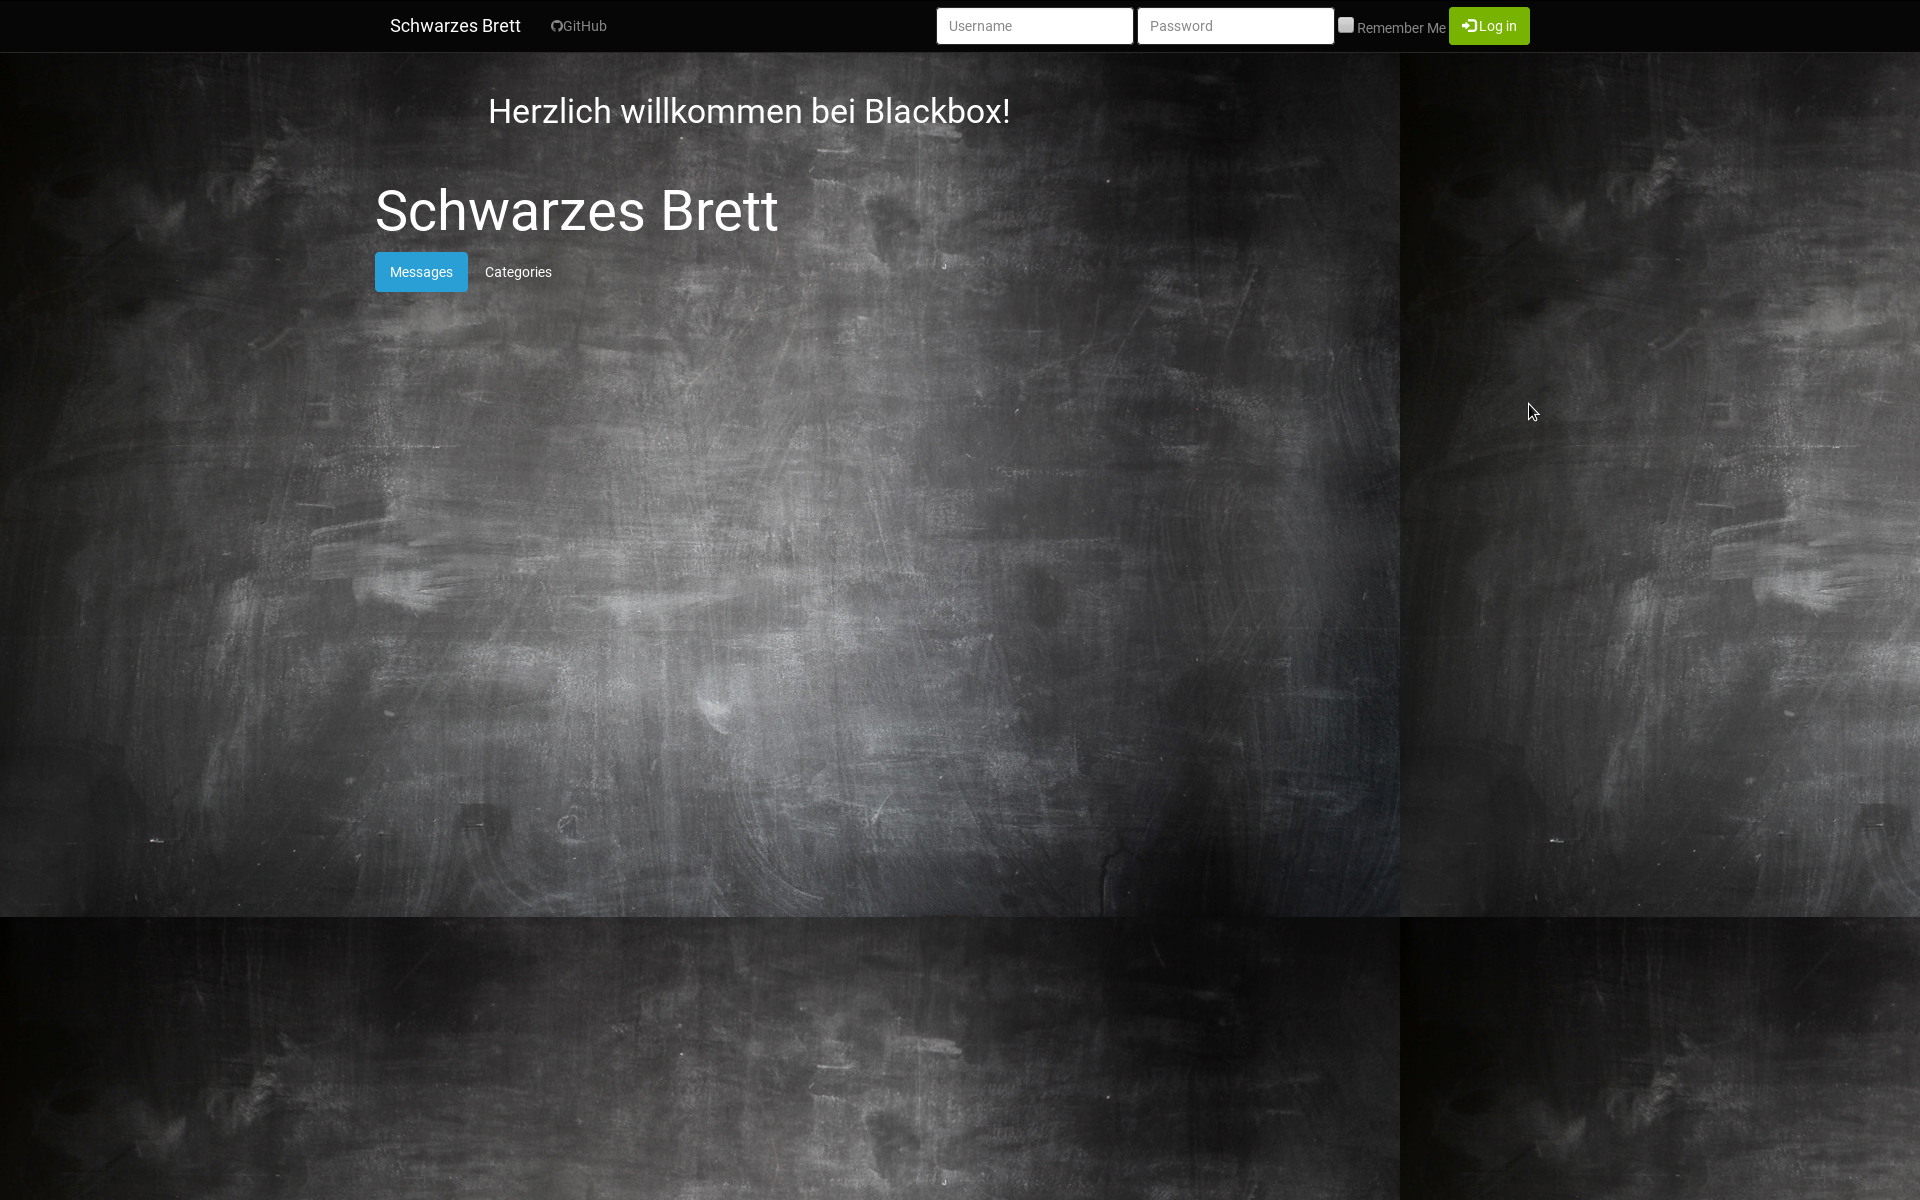 Schwarzes Brett
GitHub
Username
Password
Remember Me
Log in
Herzlich willkommen bei Blackbox!
Schwarzes Brett
Messages
Categories